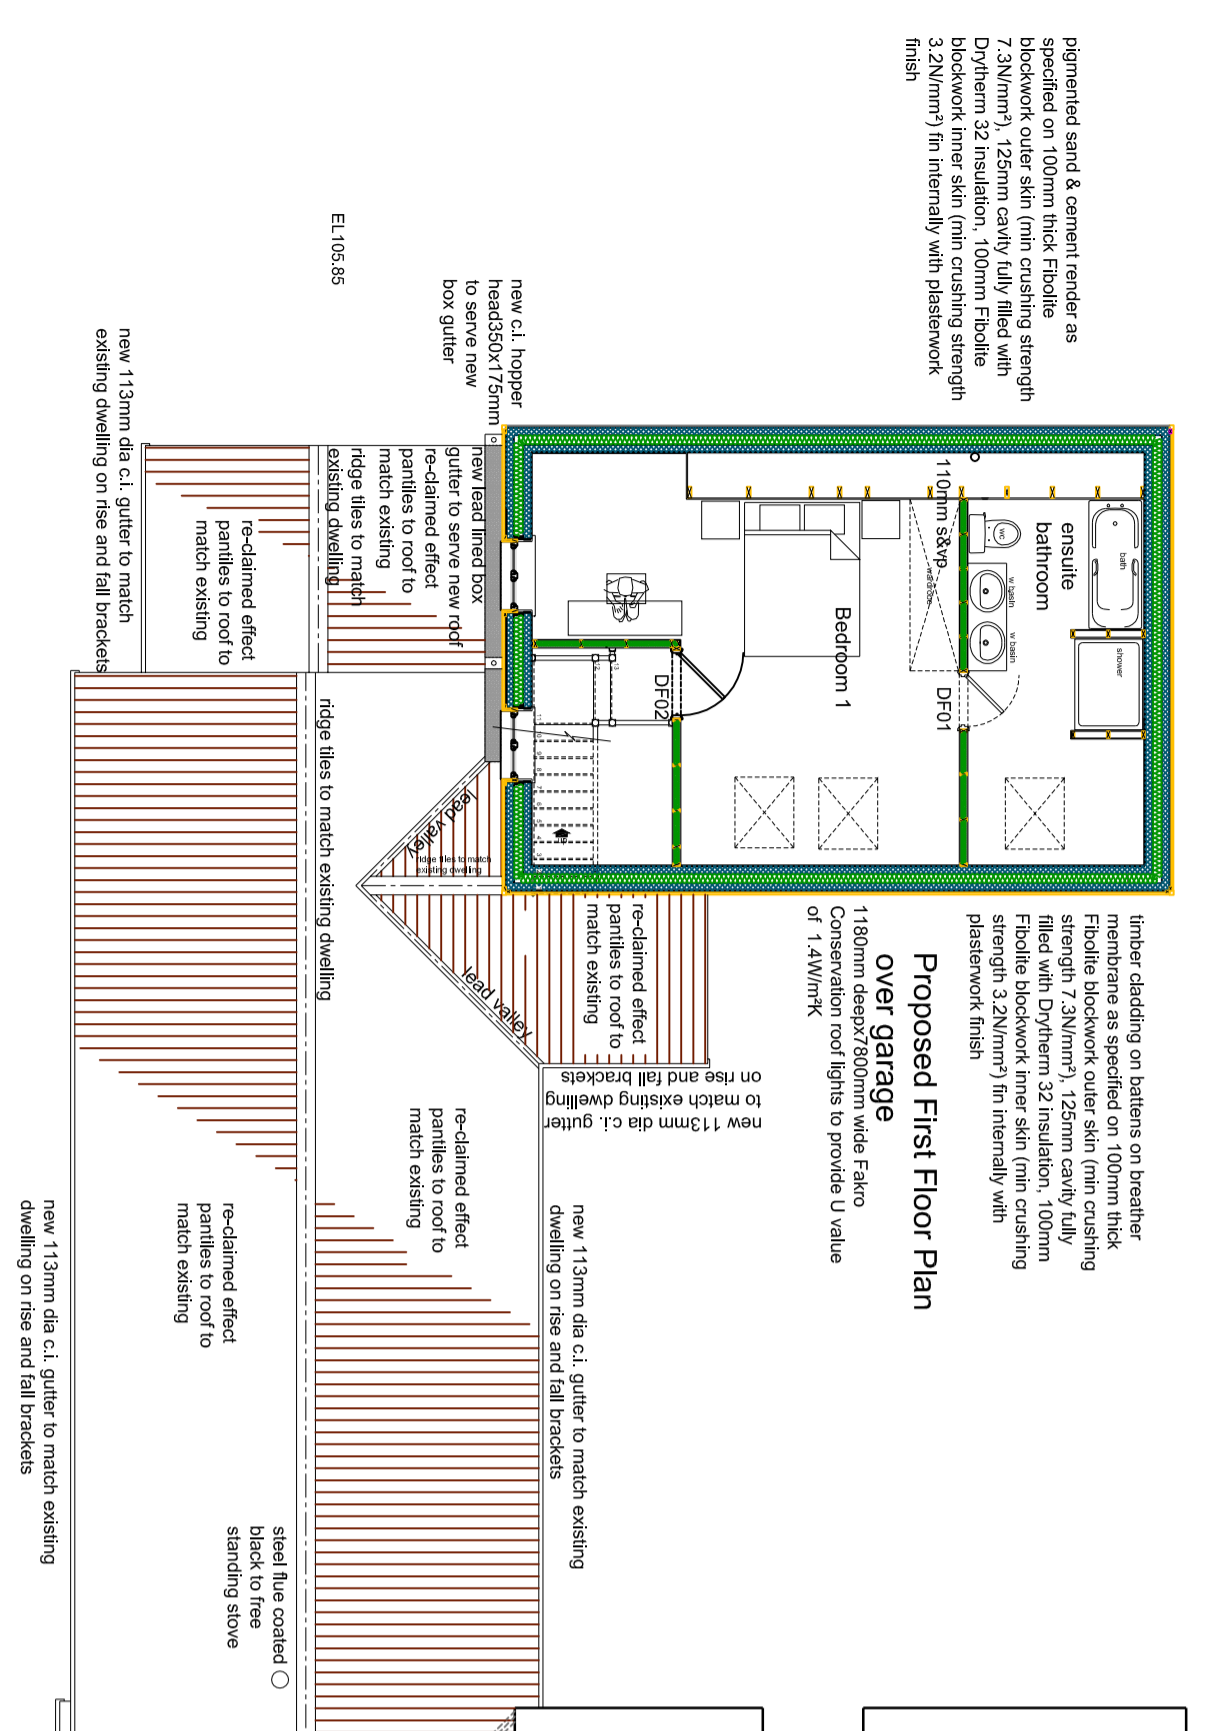 pigmented sand & cement render as
specified on 100mm thick Fibolite
blockwork outer skin (min crushing strength
7.3N/mm²), 125mm cavity fully filled with
Drytherm 32 insulation, 100mm Fibolite
blockwork inner skin (min crushing strength
3.2N/mm²) fin internally with plasterwork
finish
EL105.85
new c.i. hopper
head350x175mm
to serve new
box gutter
new 113mm dia c.i. gutter to match
existing dwelling on rise and fall brackets
110mm s&vp
ensuite
bathroom
bath
wc
w basin
w basin
shower
wardrobe
Bedroom 1
DF01
DF02
new lead lined box
gutter to serve new roof
re-claimed effect
pantiles to roof to
match existing
ridge tiles to match
existing dwelling
re-claimed effect
pantiles to roof to
match existing
ridge tiles to match existing dwelling
lead valley
ridge tiles to match
existing dwelling
lead valley
re-claimed effect
pantiles to roof to
match existing
13
12
11
10
9
8
7
6
5
4
3
2
1
timber cladding on battens on breather
membrane as specified on 100mm thick
Fibolite blockwork outer skin (min crushing
strength 7.3N/mm²), 125mm cavity fully
filled with Drytherm 32 insulation, 100mm
Fibolite blockwork inner skin (min crushing
strength 3.2N/mm²) fin internally with
plasterwork finish
Proposed First Floor Plan
over garage
1180mm deepx7800mm wide Fakro
Conservation roof lights to provide U value
of 1.4W/m²K
new 113mm dia c.i. gutter
to match existing dwelling
on rise and fall brackets
re-claimed effect
pantiles to roof to
match existing
new 113mm dia c.i. gutter to match existing
dwelling on rise and fall brackets
re-claimed effect
pantiles to roof to
match existing
new 113mm dia c.i. gutter to match existing
dwelling on rise and fall brackets
steel flue coated
black to free
standing stove